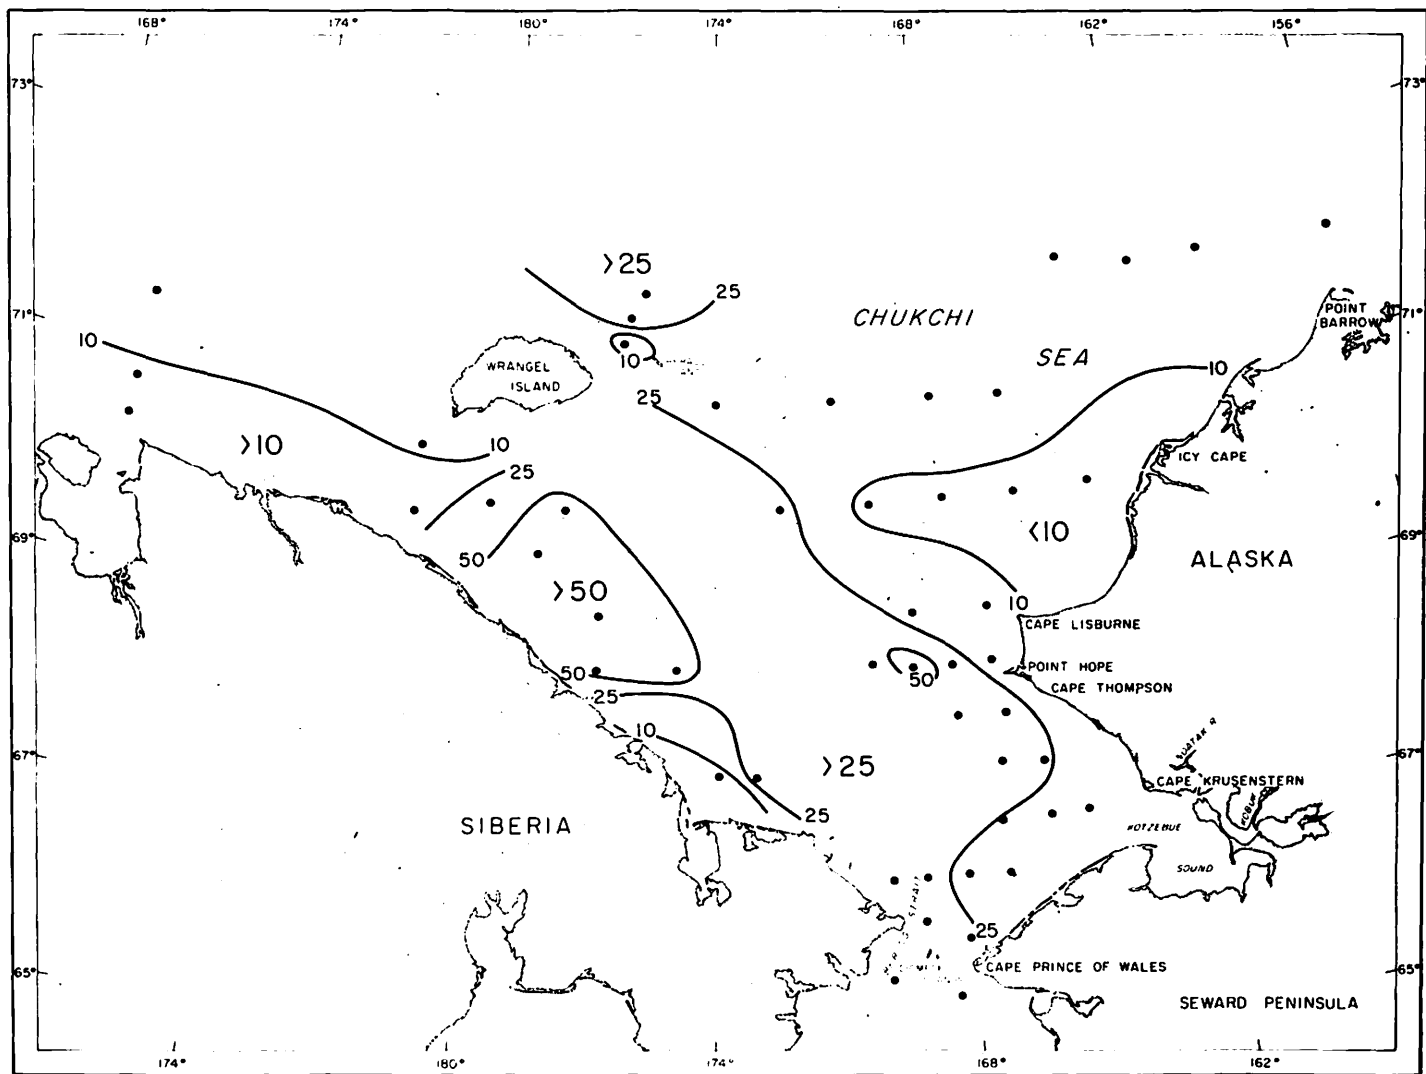 168° 174° 180° 174° 168° 162° 156°
73° 73°
>25
25
71° 71°
CHUKCHI
POINT
BARROW
10
10
SEA
WRANGEL
ISLAND
10
25
>10
10
25
ICY CAPE
69° 69°
50
<10
ALASKA
>50
10
CAPE LISBURNE
50
50
POINT HOPE
CAPE THOMPSON
25
10
67° 67°
>25
CAPE KRUSENSTERN
KOBUK
25
SIBERIA
KOTZEBUE
SOUND
STRAIT
25
65° 65°
CAPE PRINCE OF WALES
SEWARD PENINSULA
174° 180° 174° 168° 162°